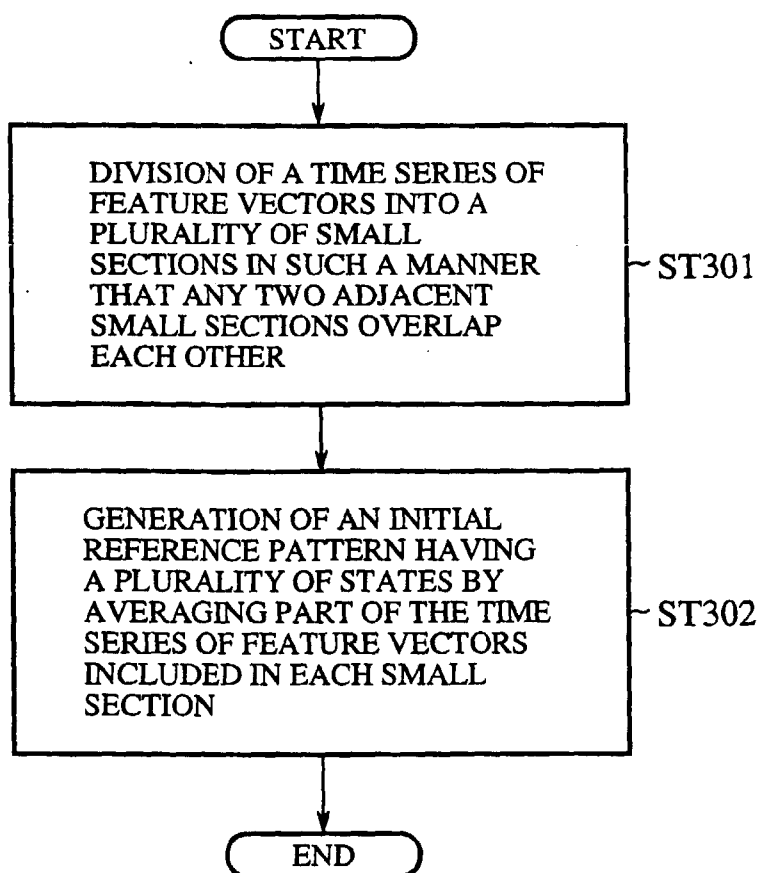 START
DIVISION OF A TIME SERIES OF
FEATURE VECTORS INTO A
PLURALITY OF SMALL
SECTIONS IN SUCH A MANNER
THAT ANY TWO ADJACENT
SMALL SECTIONS OVERLAP
EACH OTHER
~ ST301
GENERATION OF AN INITIAL
REFERENCE PATTERN HAVING
A PLURALITY OF STATES BY
AVERAGING PART OF THE TIME
SERIES OF FEATURE VECTORS
INCLUDED IN EACH SMALL
SECTION
~ ST302
END